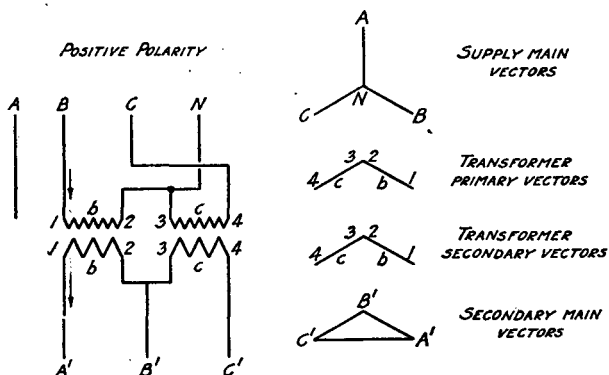 POSITIVE POLARITY
A B C N
1 b 2 3 c 4
1 b 2 3 c 4
A' B' C'
A
N
C B
SUPPLY MAIN
VECTORS
4 c 3 2 b 1
TRANSFORMER
PRIMARY VECTORS
4 c 3 2 b 1
TRANSFORMER
SECONDARY VECTORS
B'
C' A'
SECONDARY MAIN
VECTORS